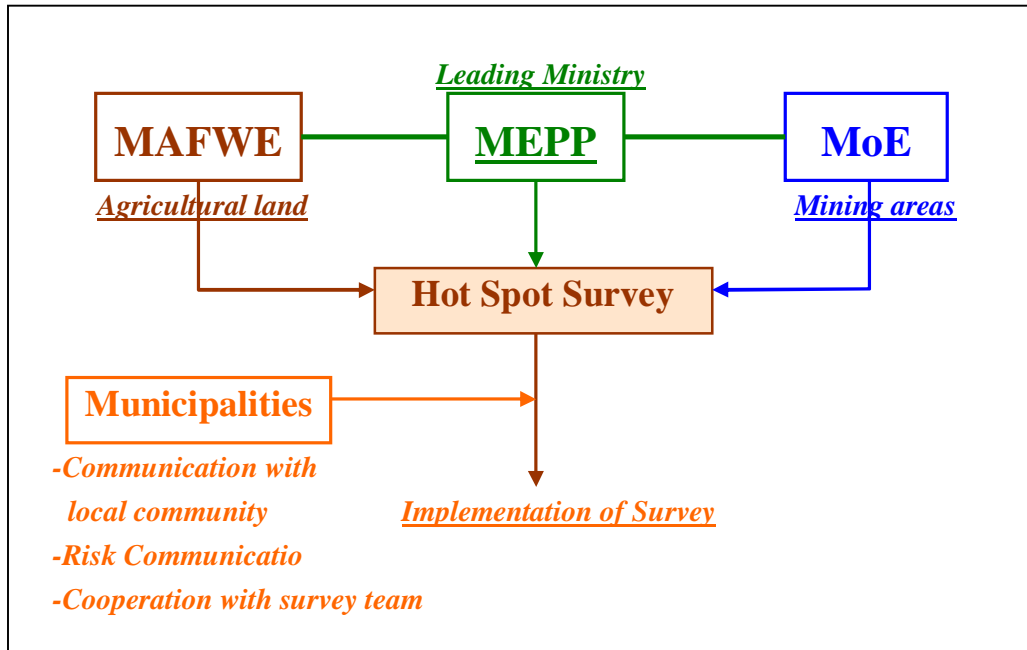 Leading Ministry
MAFWE
MEPP
MoE
Agricultural land
Mining areas
Hot Spot Survey
Municipalities
-Communication with
local community
-Risk Communicatio
-Cooperation with survey team
Implementation of Survey